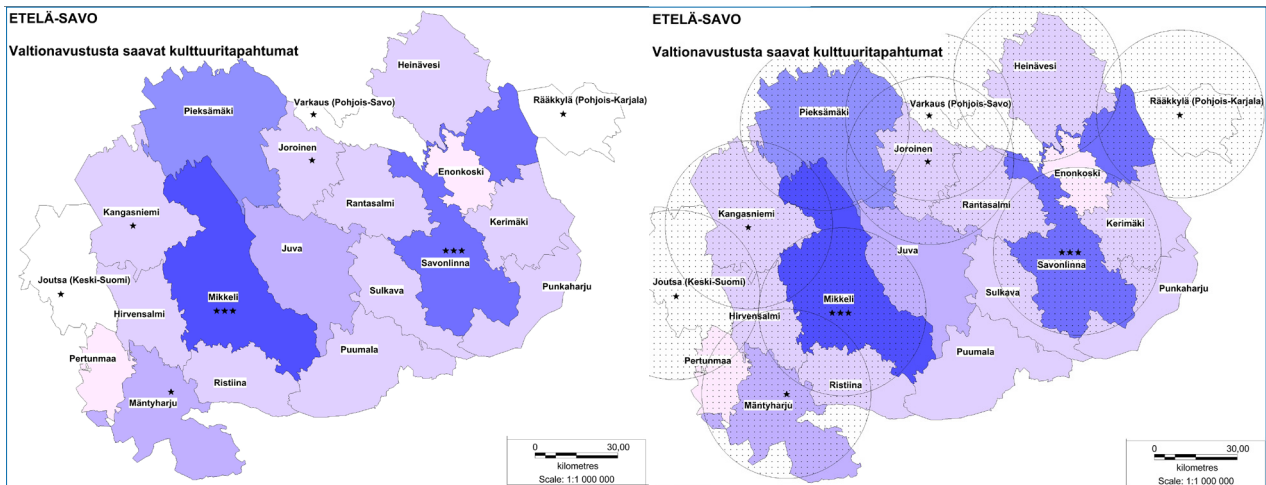 ETELÄ-SAVO
Valtionavustusta saavat kulttuuritapahtumat
Heinävesi
Pieksämäki
Varkaus (Pohjois-Savo)
Rääkkylä (Pohjois-Karjala)
Joroinen
Enonkoski
Kangasniemi
Rantasalmi
Kerimäki
Juva
Savonlinna
Joutsa (Keski-Suomi)
Sulkava
Punkaharju
Mikkeli
Hirvensalmi
Puumala
Pertunmaa
Ristiina
Mäntyharju
0 30,00
kilometres
Scale: 1:1 000 000
ETELÄ-SAVO
Valtionavustusta saavat kulttuuritapahtumat
Heinävesi
Pieksämäki
Varkaus (Pohjois-Savo)
Rääkkylä (Pohjois-Karjala)
Joroinen
Enonkoski
Kangasniemi
Rantasalmi
Kerimäki
Juva
Savonlinna
Joutsa (Keski-Suomi)
Sulkava
Punkaharju
Mikkeli
Hirvensalmi
Puumala
Pertunmaa
Ristiina
Mäntyharju
0 30,00
kilometres
Scale: 1:1 000 000